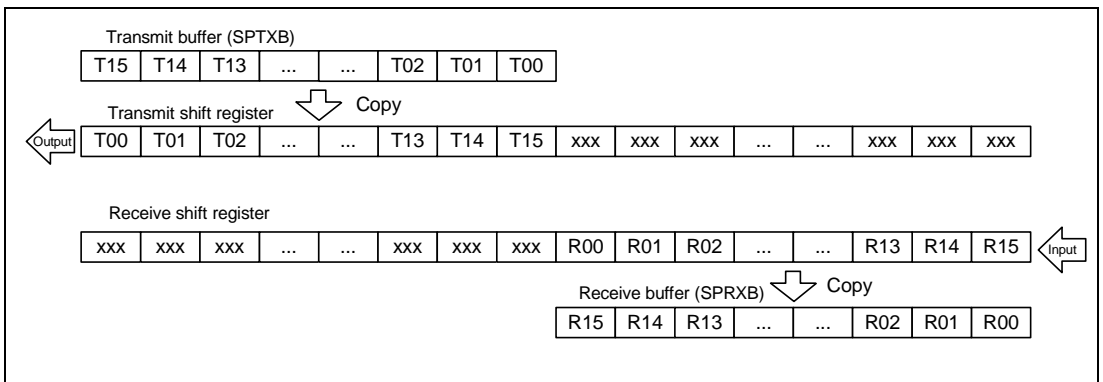 Transmit buffer (SPTXB)
T15 T14 T13 ... ... T02 T01 T00
Copy
Transmit shift register
Output T00 T01 T02 ... ... T13 T14 T15 xxx xxx xxx ... ... xxx xxx xxx
Receive shift register
xxx xxx xxx ... ... xxx xxx xxx R00 R01 R02 ... ... R13 R14 R15 Input
Copy
Receive buffer (SPRXB)
R15 R14 R13 ... ... R02 R01 R00